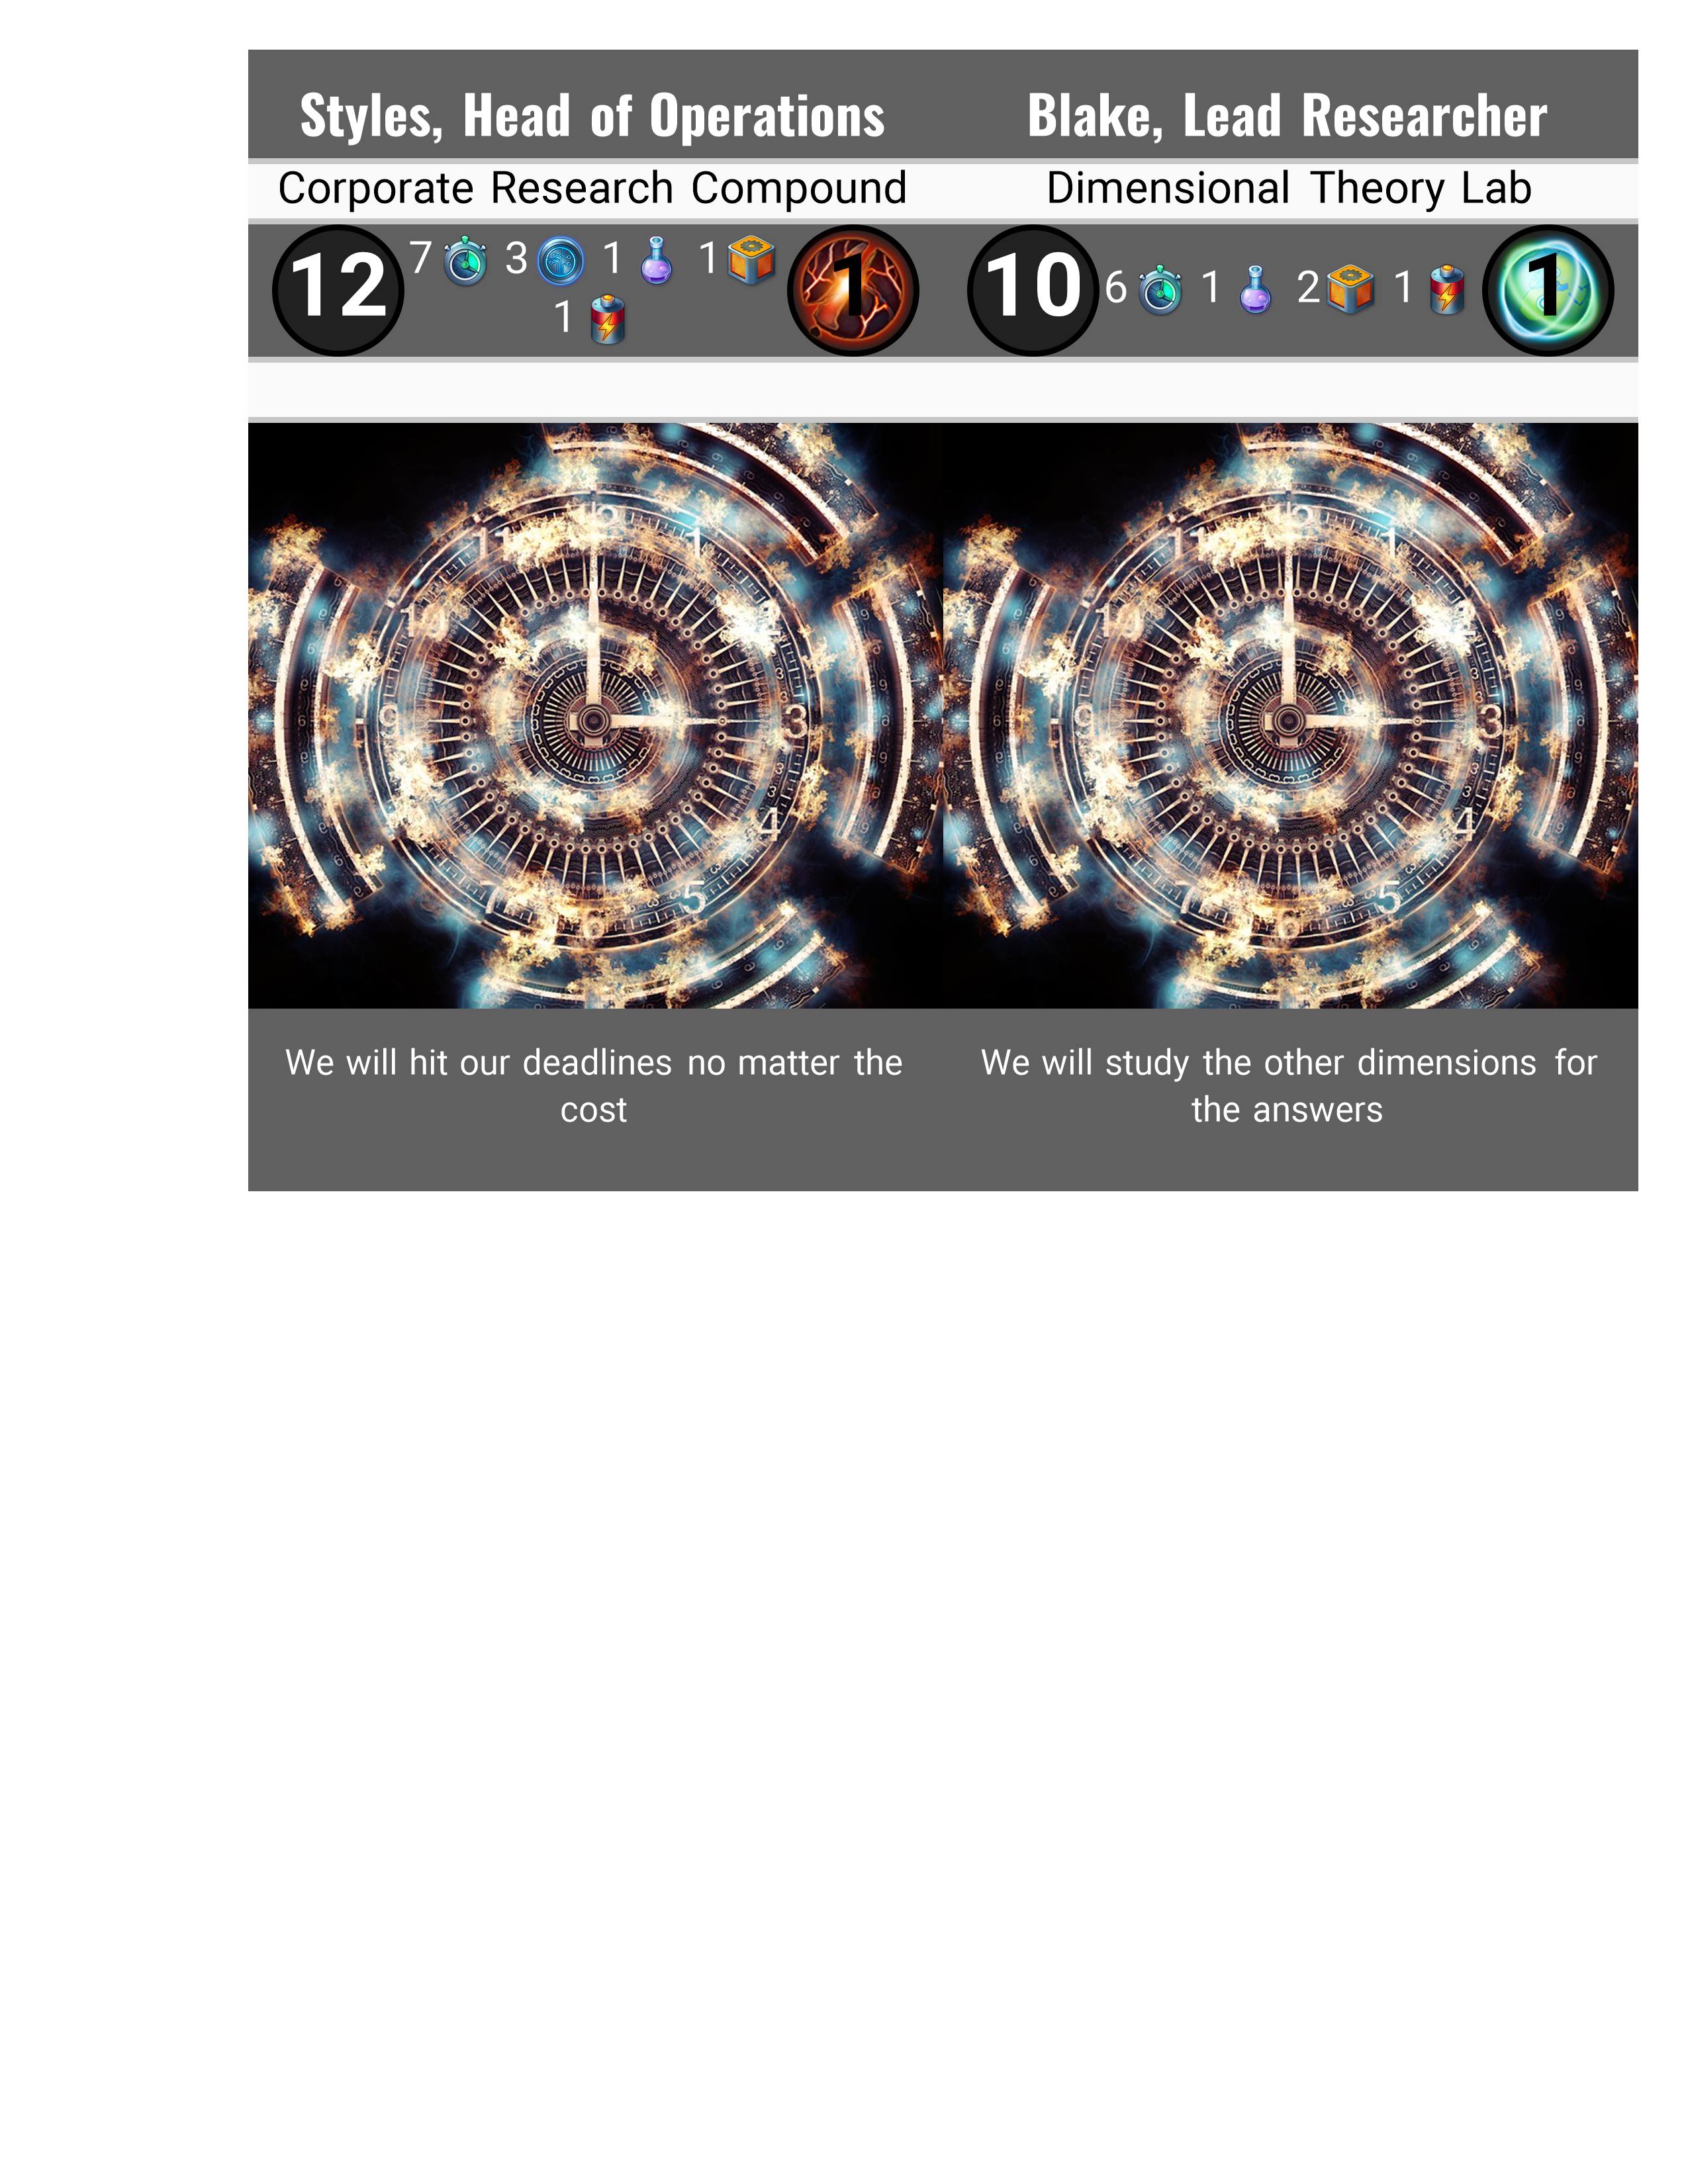 Styles, Head of Operations
Corporate Research Compound
12 7 3 1 1 1
1
We will hit our deadlines no matter the
cost
Blake, Lead Researcher
Dimensional Theory Lab
10 6 1 2 1 1
We will study the other dimensions for
the answers